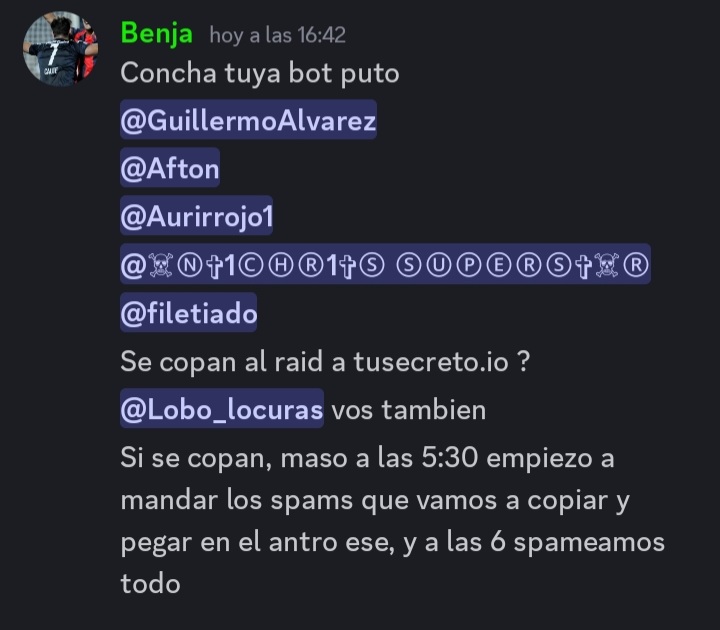 Benja hoy a las 16:42
Concha tuya bot puto
@GuillermoAlvarez
@Afton
@Aurirrojo1
@☠Ⓝ✞1ⒸⒽⓇ1✞Ⓢ ⓈⓊⓅⒺⓇⓈ✞☠Ⓡ
@filetiado
Se copan al raid a tusecreto.io ?
@Lobo_locuras vos tambien
Si se copan, maso a las 5:30 empiezo a
mandar los spams que vamos a copiar y
pegar en el antro ese, y a las 6 spameamos
todo